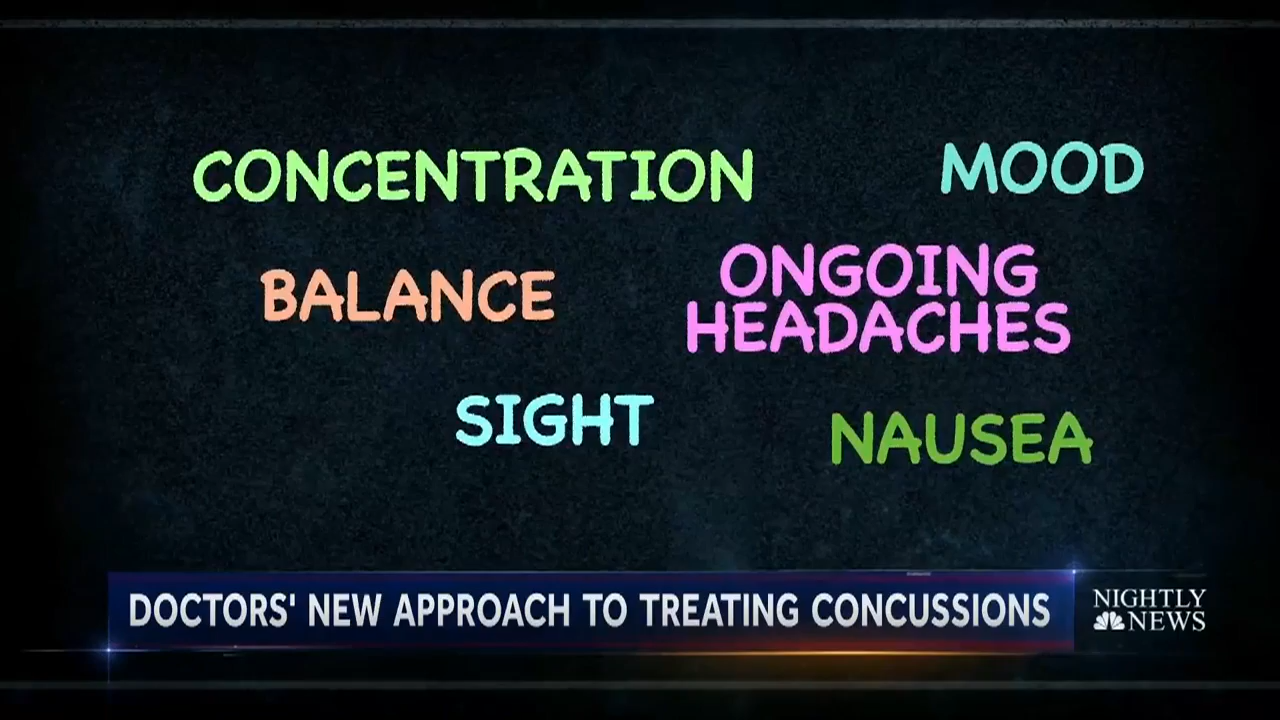 CONCENTRATION
MOOD
BALANCE
ONGOING
HEADACHES
SIGHT
NAUSEA
DOCTORS' NEW APPROACH TO TREATING CONCUSSIONS
NIGHTLY
NEWS